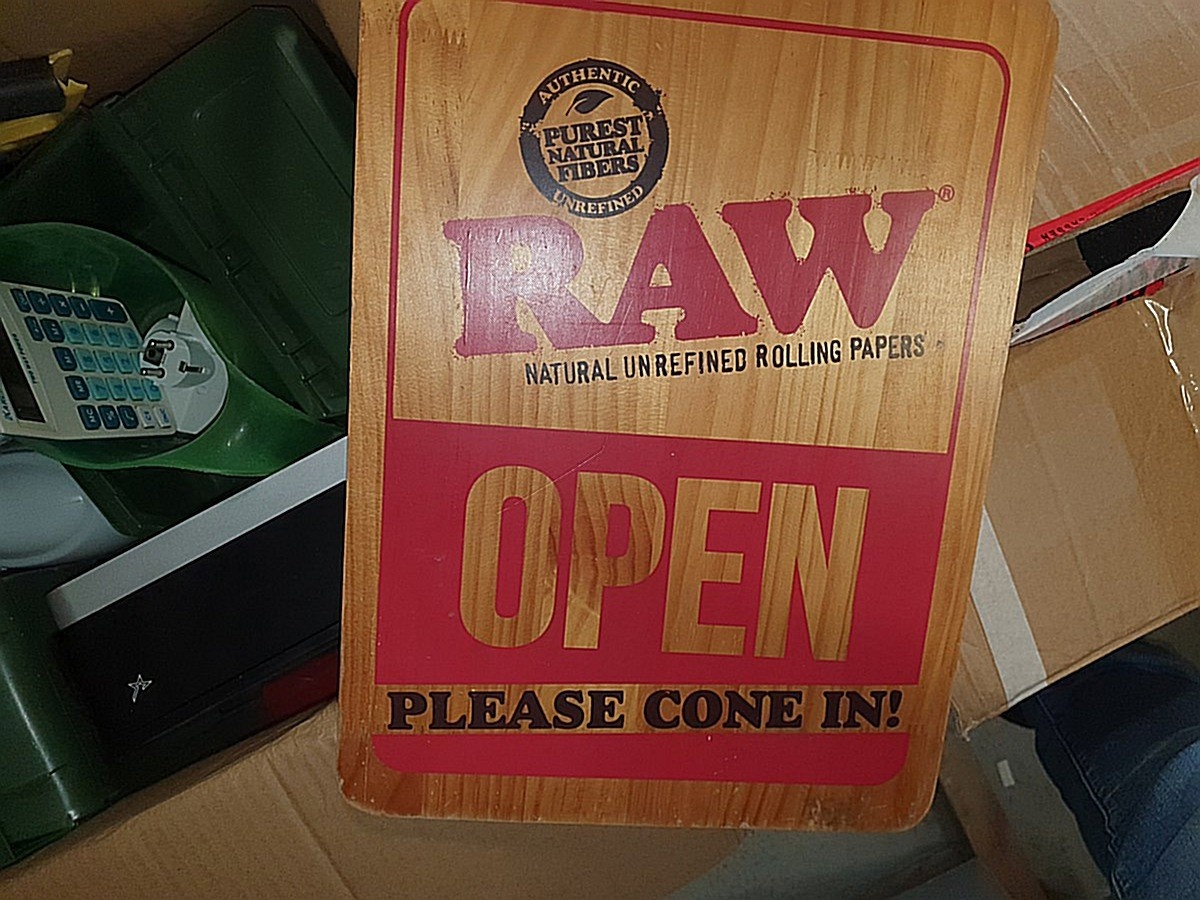 AUTHENTIC
PUREST
NATURAL
FIBERS
UNREFINED
RAW®
NATURAL UNREFINED ROLLING PAPERS
OPEN
PLEASE CONE IN!